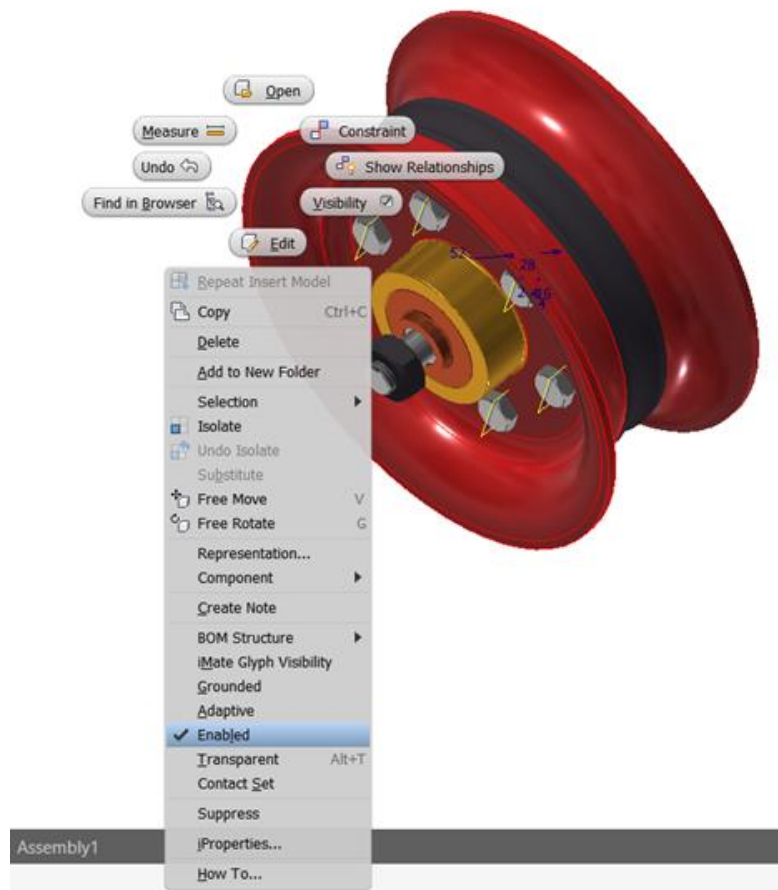 Open
Measure
Constraint
Undo
Show Relationships
Find in Browser
Visibility
Edit
52
28
Repeat Insert Model
Copy Ctrl+C
Delete
Add to New Folder
Selection
Isolate
Undo Isolate
Substitute
Free Move V
Free Rotate G
Representation...
Component
Create Note
BOM Structure
iMate Glyph Visibility
Grounded
Adaptive
Enabled
Transparent Alt+T
Contact Set
Suppress
iProperties...
How To...
Assembly1